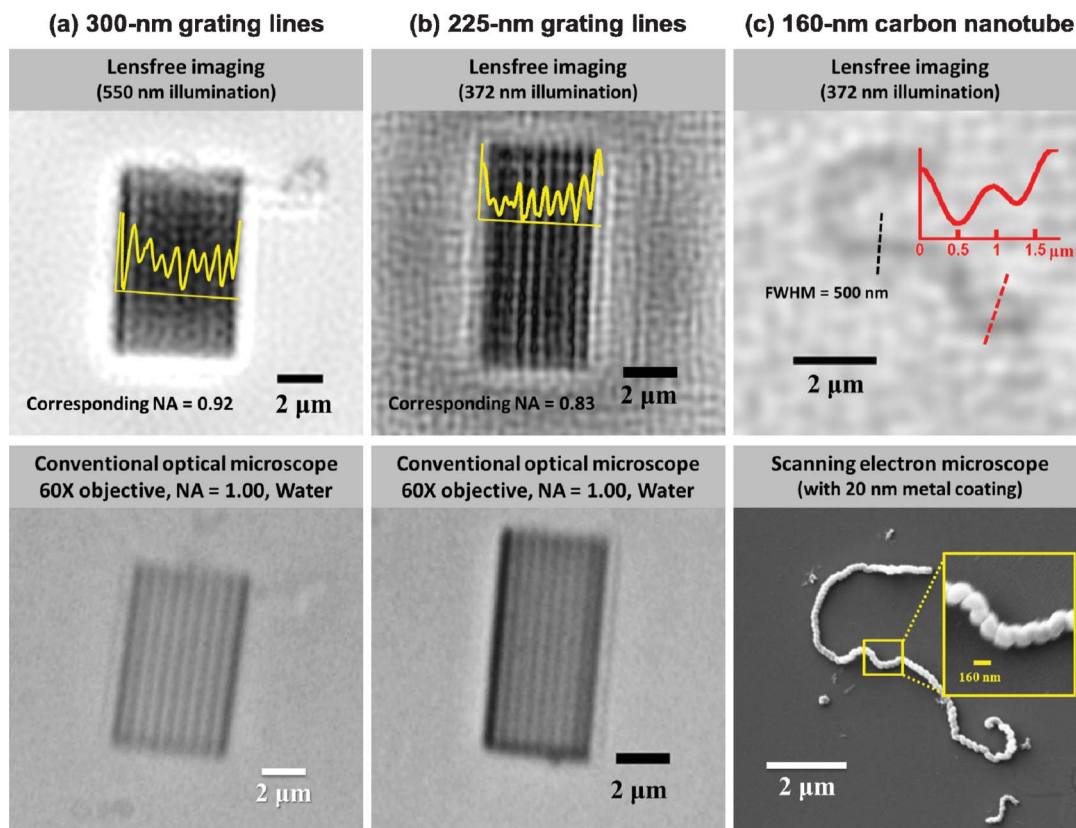 (a) 300-nm grating lines
(b) 225-nm grating lines
(c) 160-nm carbon nanotube
Lensfree imaging
(550 nm illumination)
Lensfree imaging
(372 nm illumination)
Lensfree imaging
(372 nm illumination)
0 0.5 1 1.5 μm
FWHM = 500 nm
2 μm
2 μm
2 μm
Corresponding NA = 0.92
Corresponding NA = 0.83
Conventional optical microscope
60X objective, NA = 1.00, Water
Conventional optical microscope
60X objective, NA = 1.00, Water
Scanning electron microscope
(with 20 nm metal coating)
160 nm
2 μm
2 μm
2 μm